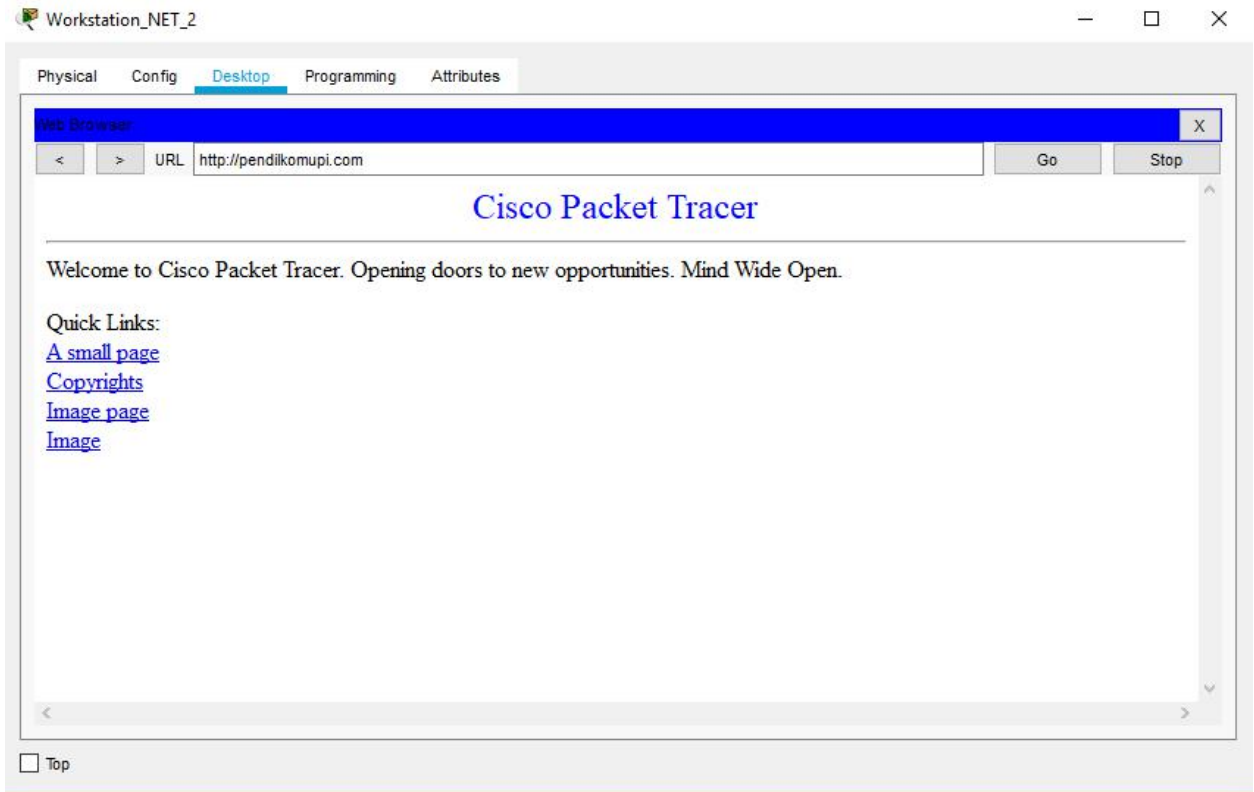 Workstation_NET_2
Physical Config Desktop Programming Attributes
Web Browser X
< > URL http://pendilkomupi.com Go Stop
Cisco Packet Tracer
Welcome to Cisco Packet Tracer. Opening doors to new opportunities. Mind Wide Open.
Quick Links:
A small page
Copyrights
Image page
Image
Top